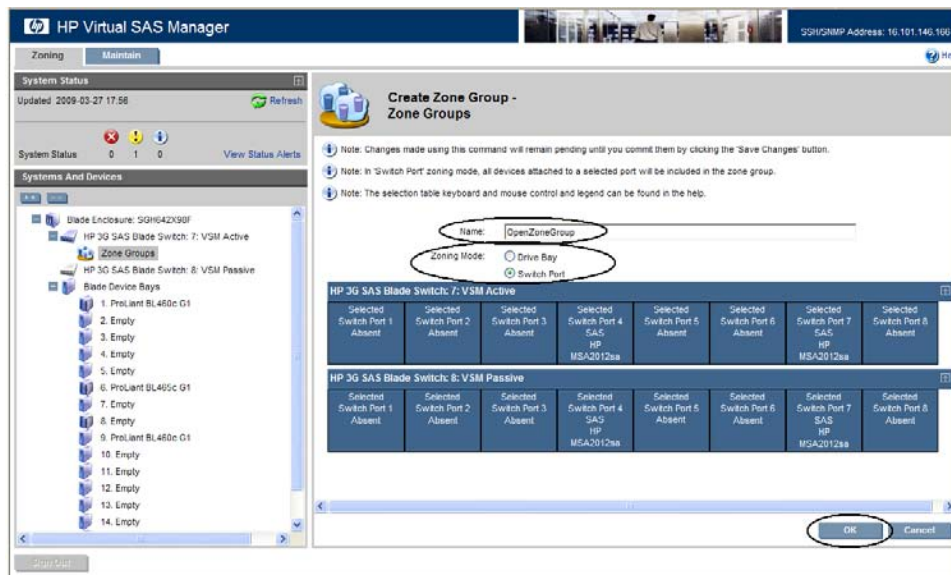 HP Virtual SAS Manager
SSH/SNMP Address: 16.101.146.166
Zoning
Maintain
System Status
Updated 2009-03-27 17:56
Refresh
System Status 0 1 0
View Status Alerts
Systems And Devices
Blade Enclosure: SGH642X90F
HP 3G SAS Blade Switch: 7: VSM Active
Zone Groups
HP 3G SAS Blade Switch: 8: VSM Passive
Blade Device Bays
1. ProLiant BL460c G1
2. Empty
3. Empty
4. Empty
5. Empty
6. ProLiant BL465c G1
7. Empty
8. Empty
9. ProLiant BL460c G1
10. Empty
11. Empty
12. Empty
13. Empty
14. Empty
Sign Out
Create Zone Group -
Zone Groups
Note: Changes made using this command will remain pending until you commit them by clicking the 'Save Changes' button.
Note: In 'Switch Port' zoning mode, all devices attached to a selected port will be included in the zone group.
Note: The selection table keyboard and mouse control and legend can be found in the help.
Name: OpenZoneGroup
Zoning Mode: Drive Bay
Switch Port
HP 3G SAS Blade Switch: 7: VSM Active
Selected Selected Selected Selected Selected Selected Selected Selected
Switch Port 1 Switch Port 2 Switch Port 3 Switch Port 4 Switch Port 5 Switch Port 6 Switch Port 7 Switch Port 8
Absent Absent Absent SAS Absent Absent SAS Absent
HP HP
MSA2012sa MSA2012sa
HP 3G SAS Blade Switch: 8: VSM Passive
Selected Selected Selected Selected Selected Selected Selected Selected
Switch Port 1 Switch Port 2 Switch Port 3 Switch Port 4 Switch Port 5 Switch Port 6 Switch Port 7 Switch Port 8
Absent Absent Absent SAS Absent Absent SAS Absent
HP HP
MSA2012sa MSA2012sa
OK
Cancel